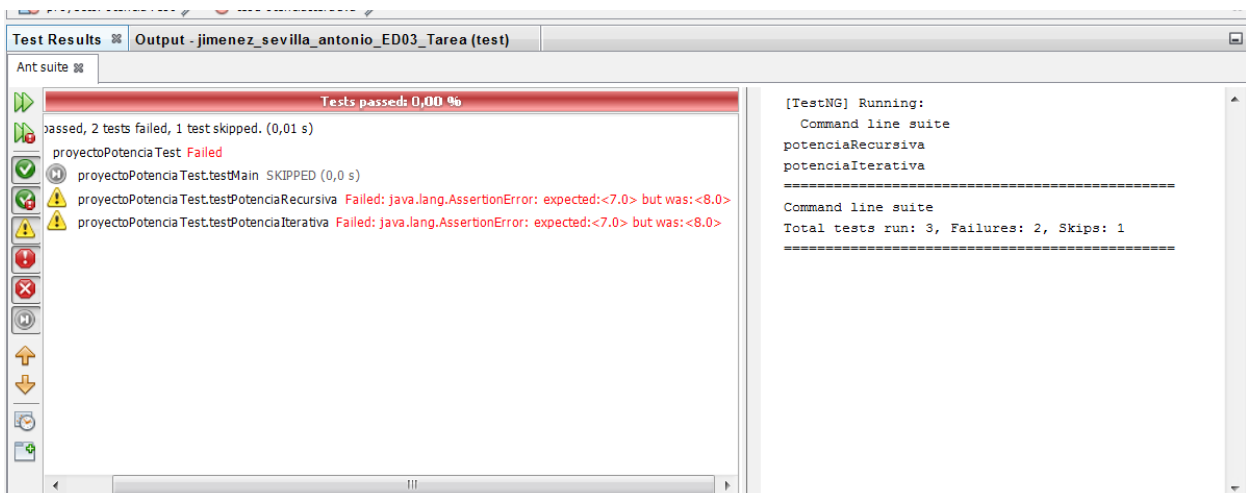 Test Results Output - jimenez_sevilla_antonio_ED03_Tarea (test)
Ant suite
Tests passed: 0,00 %
passed, 2 tests failed, 1 test skipped. (0,01 s)
proyectoPotenciaTest Failed
proyectoPotenciaTest.testMain SKIPPED (0,0 s)
proyectoPotenciaTest.testPotenciaRecursiva Failed: java.lang.AssertionError: expected:<7.0> but was:<8.0>
proyectoPotenciaTest.testPotenciaIterativa Failed: java.lang.AssertionError: expected:<7.0> but was:<8.0>
[TestNG] Running:
Command line suite
potenciaRecursiva
potenciaIterativa
===============================================
Command line suite
Total tests run: 3, Failures: 2, Skips: 1
===============================================